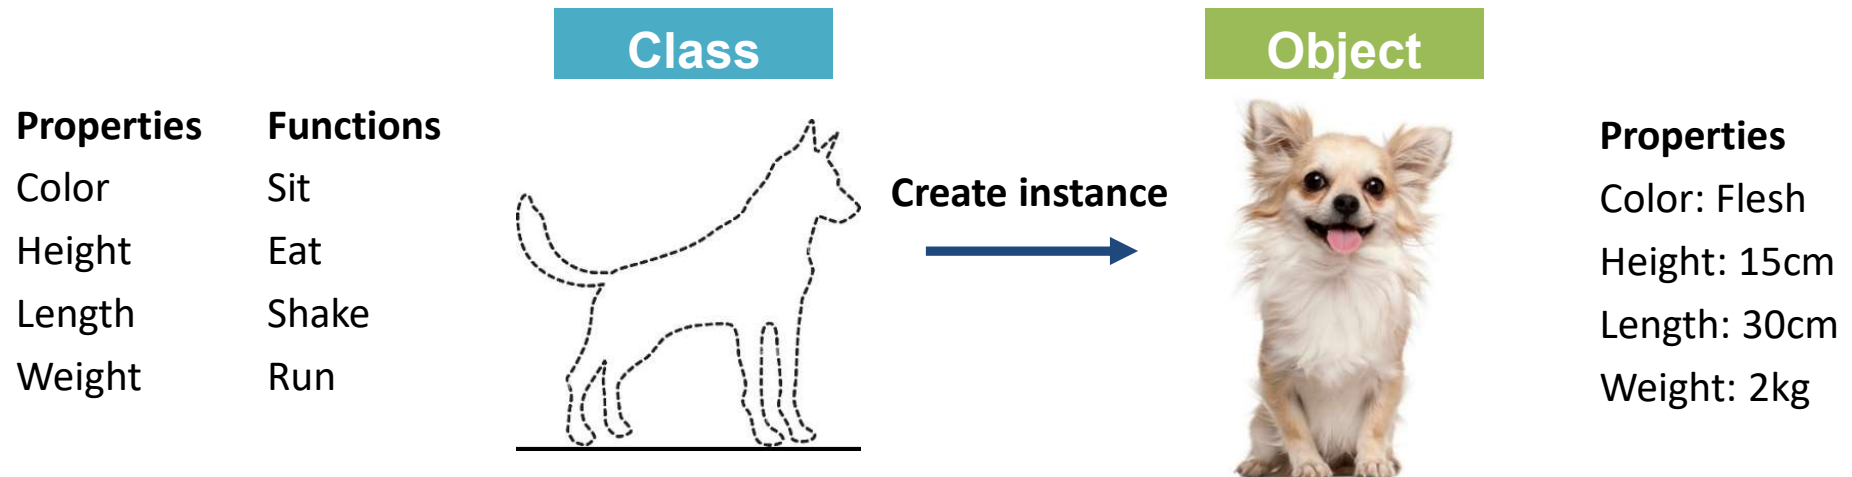 Class
Object
Properties Functions
Color Sit
Height Eat
Length Shake
Weight Run
Create instance
Properties
Color: Flesh
Height: 15cm
Length: 30cm
Weight: 2kg